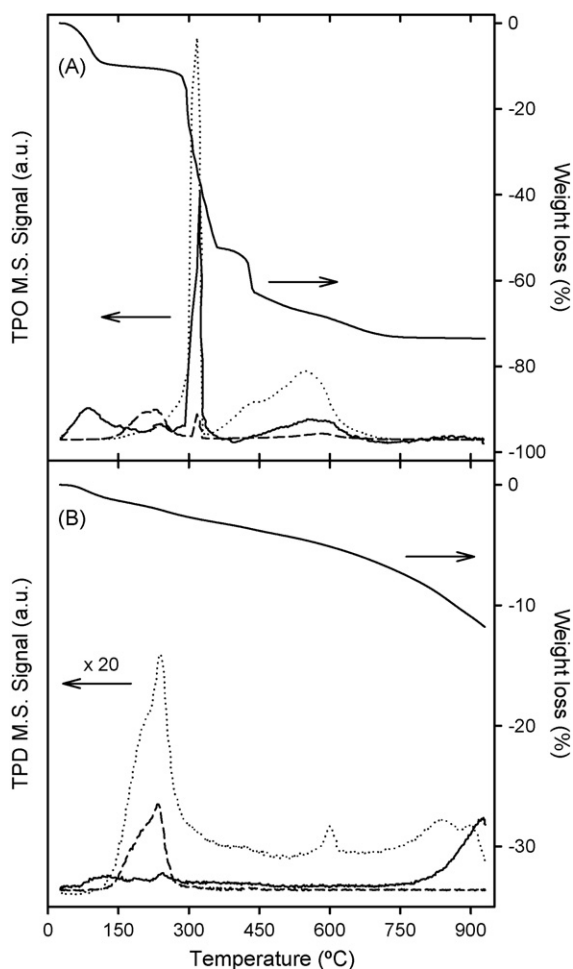 (A)
TPO M.S. Signal (a.u.)
0
-20
-40
-60
-80
-100
Weight loss (%)
(B)
x 20
TPD M.S. Signal (a.u.)
0
-10
-20
-30
Weight loss (%)
0 150 300 450 600 750 900
Temperature (ºC)